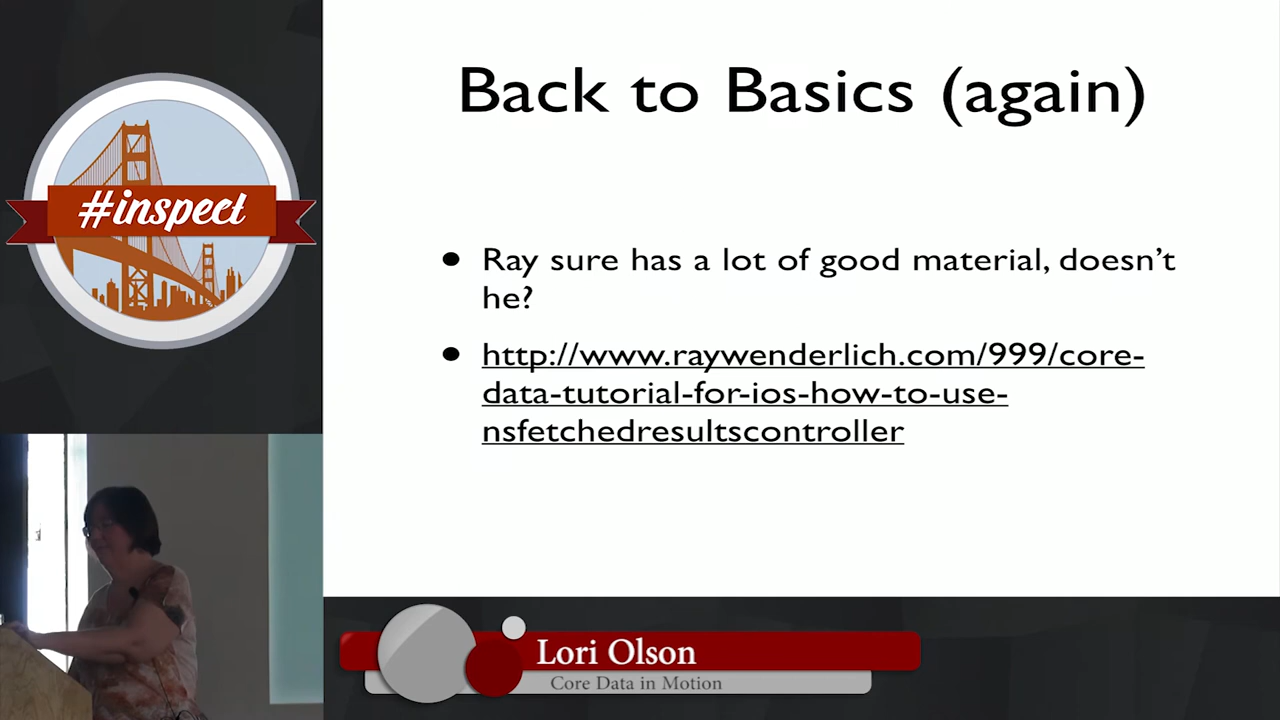 #inspect
Back to Basics (again)
• Ray sure has a lot of good material, doesn't
he?
• http://www.raywenderlich.com/999/core-
data-tutorial-for-ios-how-to-use-
nsfetchedresultscontroller
Lori Olson
Core Data in Motion